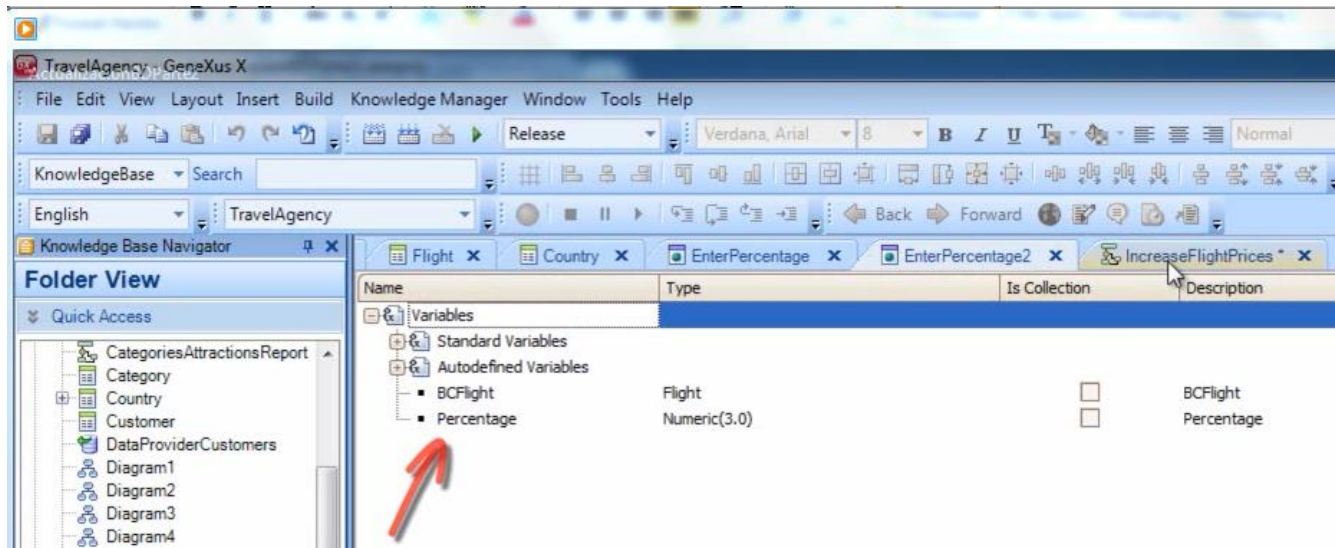 TravelAgency - GeneXus X
File Edit View Layout Insert Build Knowledge Manager Window Tools Help
Release Verdana, Arial 8 B I U Normal
KnowledgeBase Search
English TravelAgency Back Forward
Knowledge Base Navigator
Flight Country EnterPercentage EnterPercentage2 IncreaseFlightPrices *
Folder View
Name Type Is Collection Description
Quick Access
Variables
Standard Variables
CategoriesAttractionsReport
Autodefined Variables
Category
BCFlight Flight BCFlight
Country
Percentage Numeric(3.0) Percentage
Customer
DataProviderCustomers
Diagram1
Diagram2
Diagram3
Diagram4